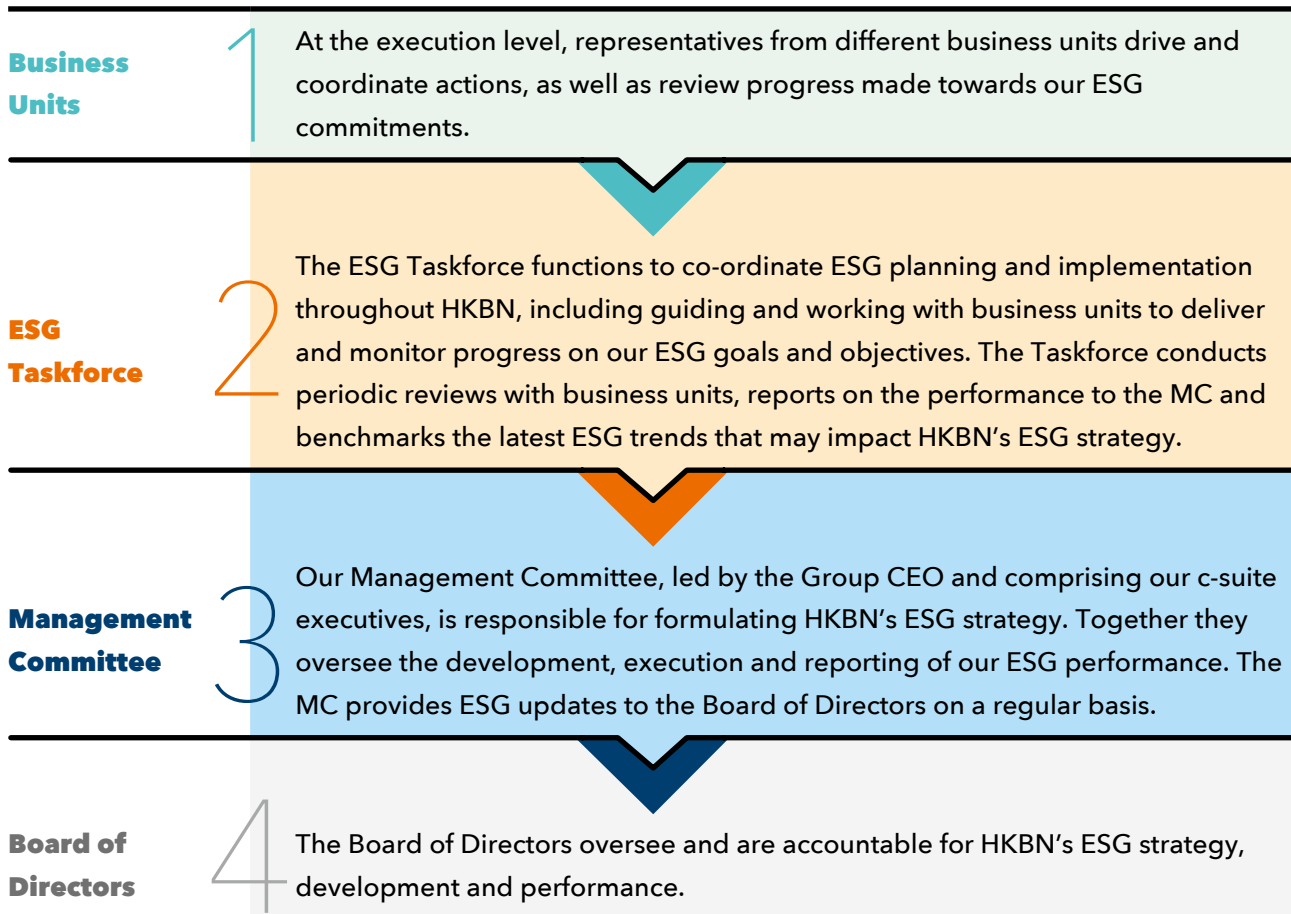 Business
Units
1
At the execution level, representatives from different business units drive and
coordinate actions, as well as review progress made towards our ESG
commitments.
ESG
Taskforce
2
The ESG Taskforce functions to co-ordinate ESG planning and implementation
throughout HKBN, including guiding and working with business units to deliver
and monitor progress on our ESG goals and objectives. The Taskforce conducts
periodic reviews with business units, reports on the performance to the MC and
benchmarks the latest ESG trends that may impact HKBN’s ESG strategy.
Management
Committee
3
Our Management Committee, led by the Group CEO and comprising our c-suite
executives, is responsible for formulating HKBN’s ESG strategy. Together they
oversee the development, execution and reporting of our ESG performance. The
MC provides ESG updates to the Board of Directors on a regular basis.
Board of
Directors
4
The Board of Directors oversee and are accountable for HKBN’s ESG strategy,
development and performance.